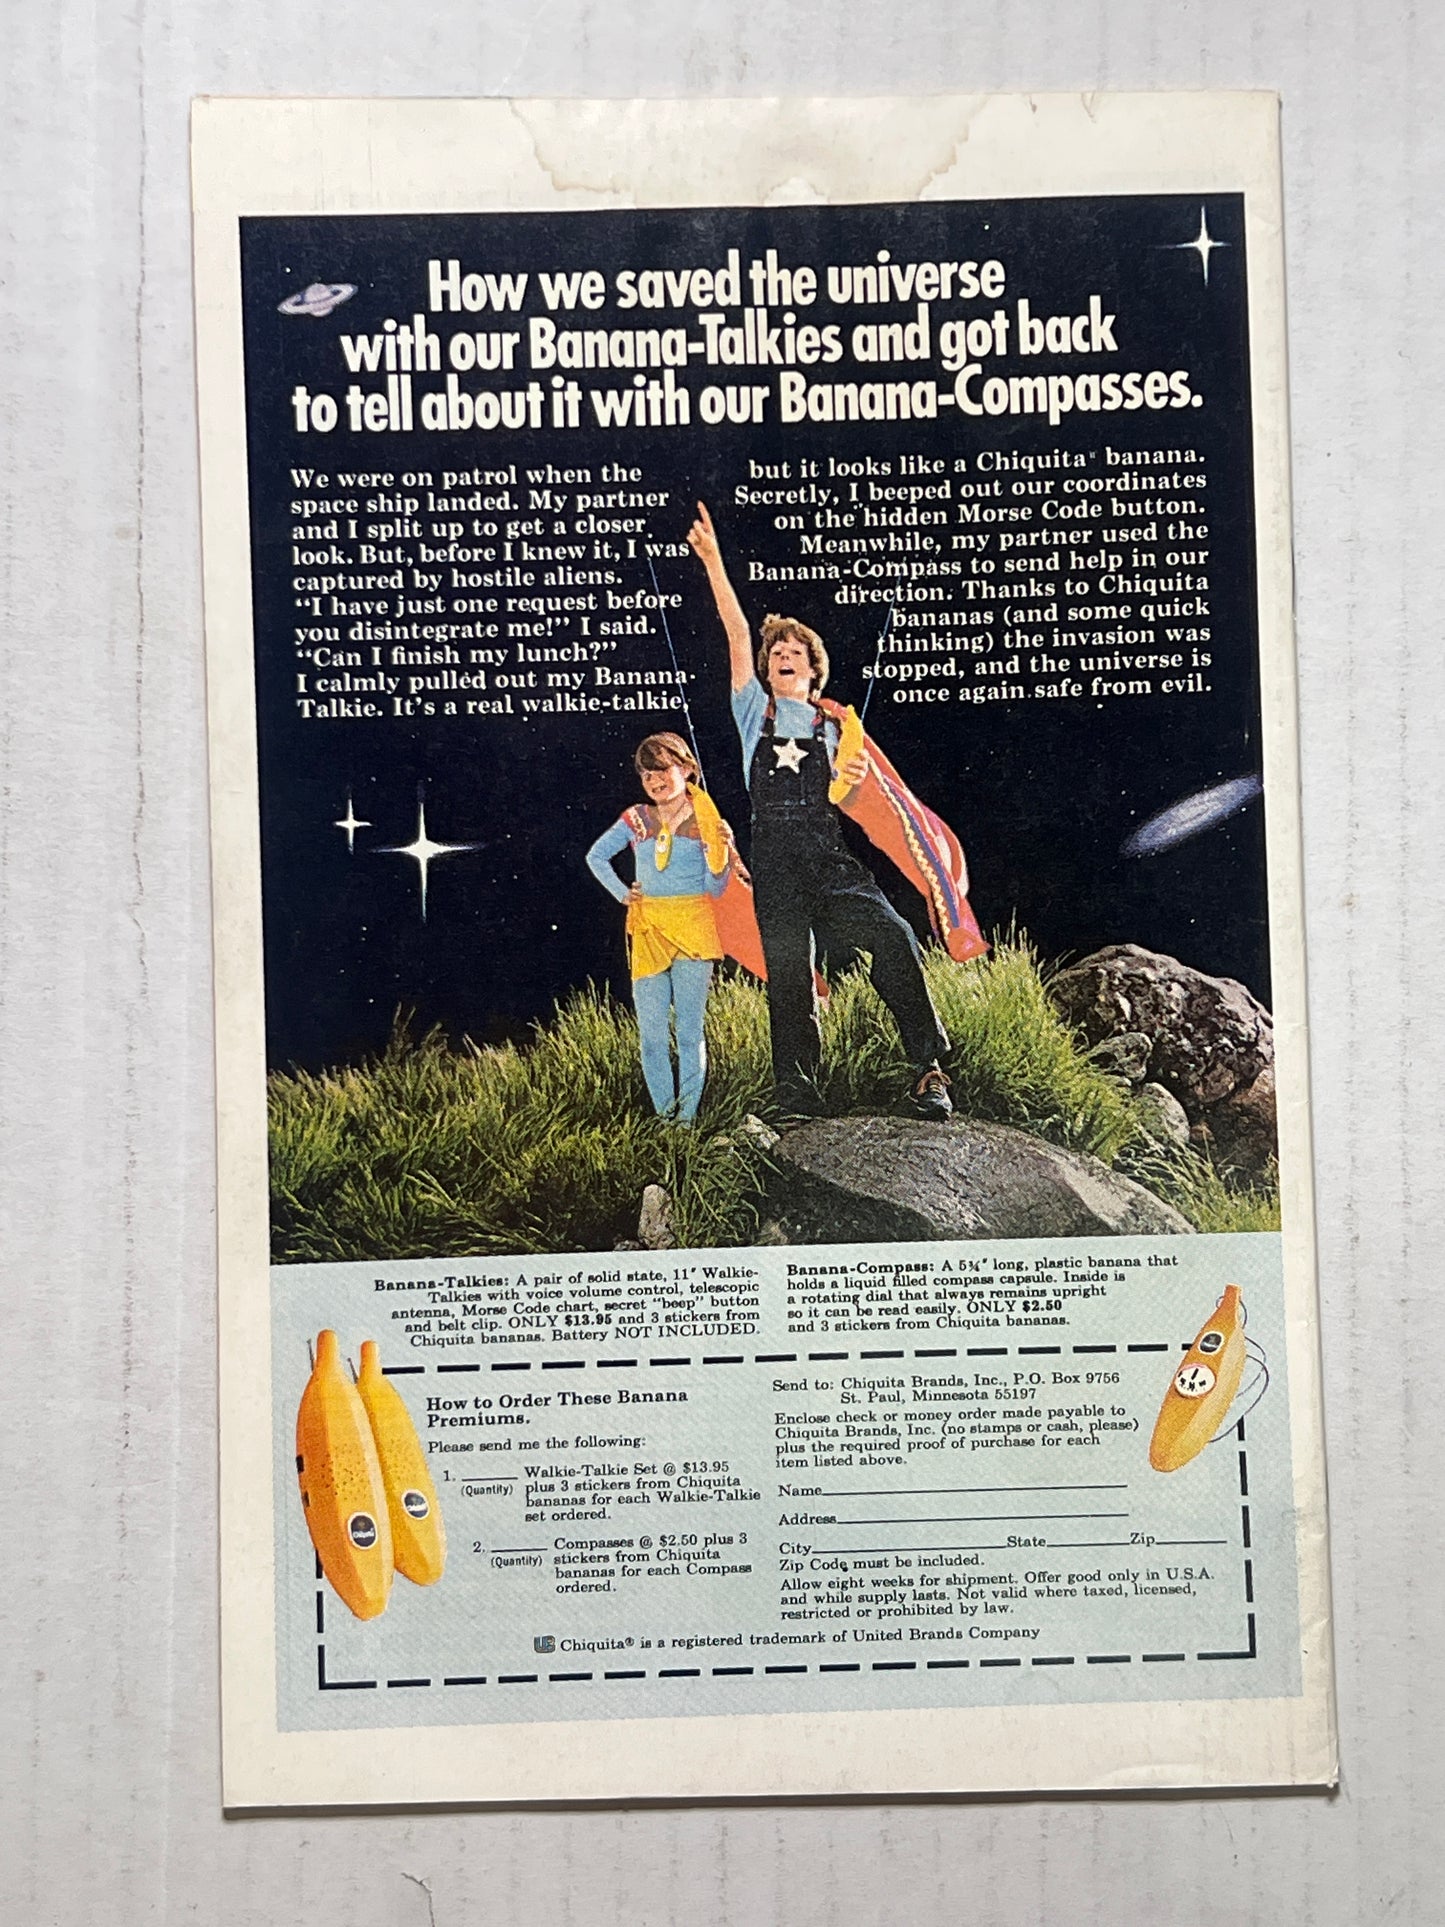 How we saved the universe
with our Banana-Talkies and got back
to tell about it with our Banana-Compasses.
We were on patrol when the
space ship landed. My partner
and I split up to get a closer
look. But, before I knew it, I was
captured by hostile aliens.
“I have just one request before
you disintegrate me!” I said.
“Can I finish my lunch?”
I calmly pulled out my Banana-
Talkie. It's a real walkie-talkie,
but it looks like a Chiquita® banana.
Secretly, I beeped out our coordinates
on the hidden Morse Code button.
Meanwhile, my partner used the
Banana-Compass to send help in our
direction. Thanks to Chiquita
bananas (and some quick
thinking) the invasion was
stopped, and the universe is
once again safe from evil.
Banana-Talkies: A pair of solid state, 11" Walkie-
Talkies with voice volume control, telescopic
antenna, Morse Code chart, secret “beep” button
and belt clip. ONLY $13.95 and 3 stickers from
Chiquita bananas. Battery NOT INCLUDED.
Banana-Compass: A 5¾" long, plastic banana that
holds a liquid filled compass capsule. Inside is
a rotating dial that always remains upright
so it can be read easily. ONLY $2.50
and 3 stickers from Chiquita bananas.
How to Order These Banana
Premiums.
Please send me the following:
1. ______ Walkie-Talkie Set @ $13.95
(Quantity) plus 3 stickers from Chiquita
bananas for each Walkie-Talkie
set ordered.
2. ______ Compasses @ $2.50 plus 3
(Quantity) stickers from Chiquita
bananas for each Compass
ordered.
Send to: Chiquita Brands, Inc., P.O. Box 9756
St. Paul, Minnesota 55197
Enclose check or money order made payable to
Chiquita Brands, Inc. (no stamps or cash, please)
plus the required proof of purchase for each
item listed above.
Name
Address
City State Zip
Zip Code must be included.
Allow eight weeks for shipment. Offer good only in U.S.A.
and while supply lasts. Not valid where taxed, licensed,
restricted or prohibited by law.
UB Chiquita® is a registered trademark of United Brands Company
Chiquita